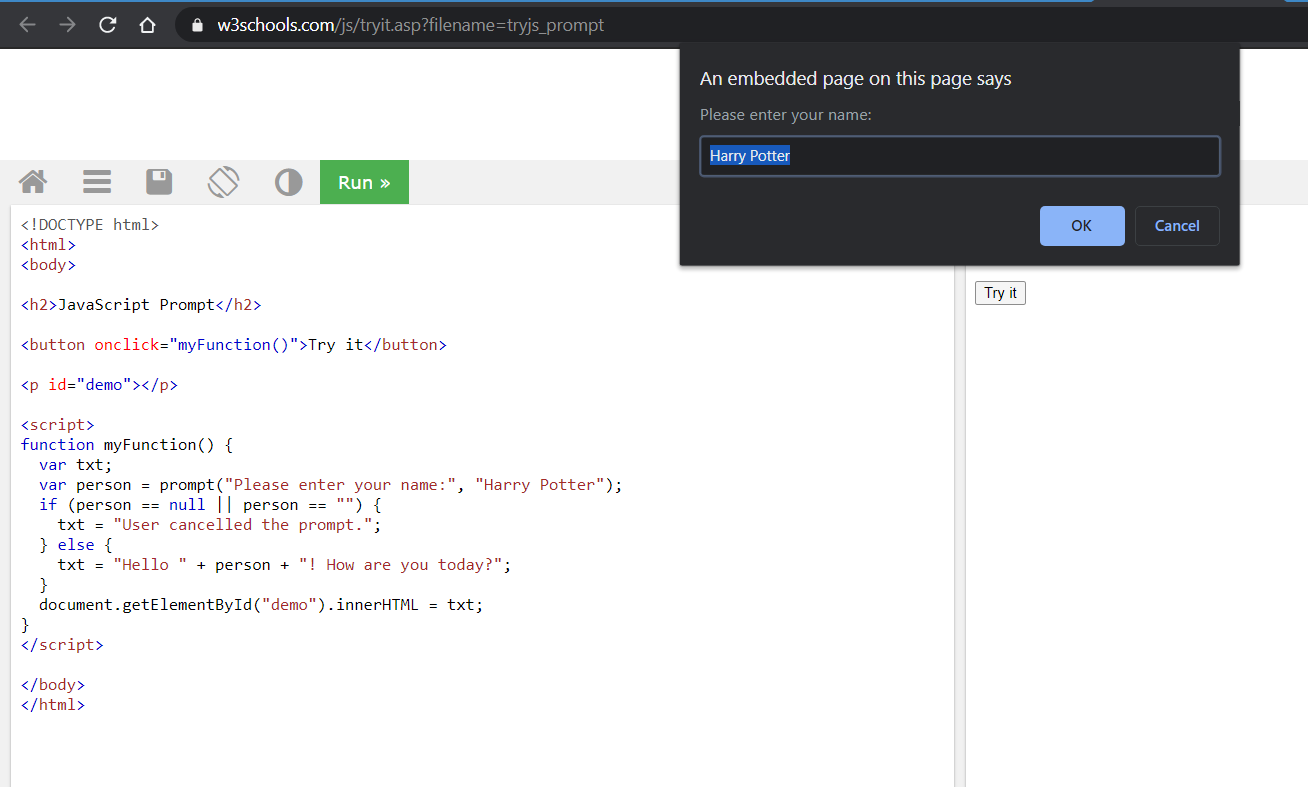 w3schools.com/js/tryit.asp?filename=tryjs_prompt
An embedded page on this page says
Please enter your name:
Harry Potter
OK
Cancel
Run »
<!DOCTYPE html>
<html>
<body>
<h2>JavaScript Prompt</h2>
<button onclick="myFunction()">Try it</button>
<p id="demo"></p>
<script>
function myFunction() {
  var txt;
  var person = prompt("Please enter your name:", "Harry Potter");
  if (person == null || person == "") {
    txt = "User cancelled the prompt.";
  } else {
    txt = "Hello " + person + "! How are you today?";
  }
  document.getElementById("demo").innerHTML = txt;
}
</script>
</body>
</html>
Try it